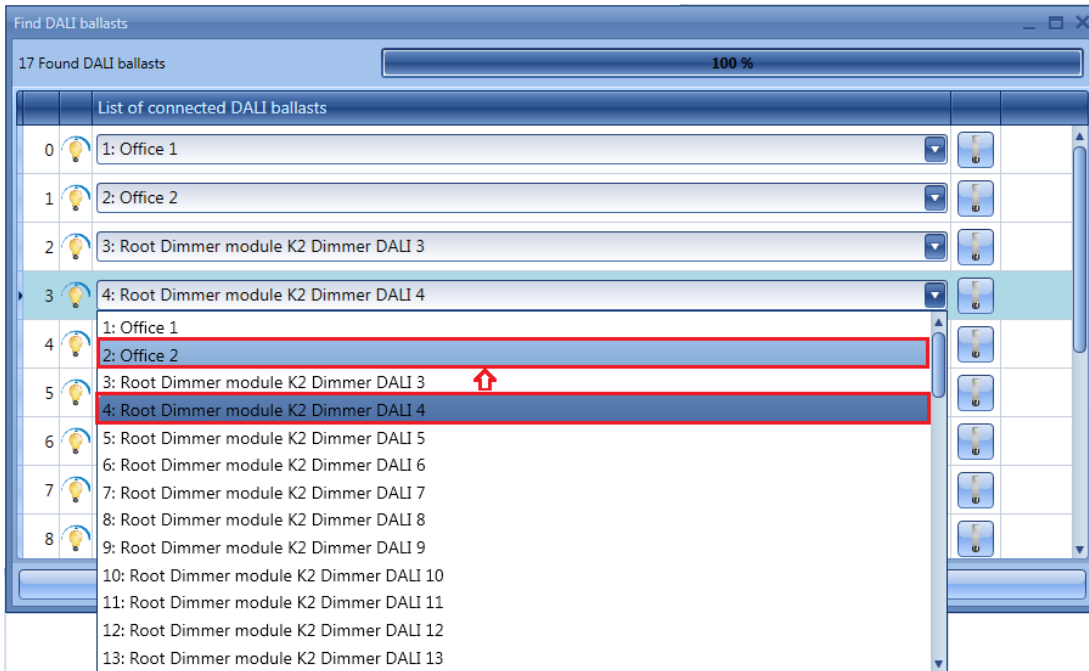 Find DALI ballasts
17 Found DALI ballasts 100 %
List of connected DALI ballasts
0 1: Office 1
1 2: Office 2
2 3: Root Dimmer module K2 Dimmer DALI 3
3 4: Root Dimmer module K2 Dimmer DALI 4
1: Office 1
4 2: Office 2
3: Root Dimmer module K2 Dimmer DALI 3
5 4: Root Dimmer module K2 Dimmer DALI 4
5: Root Dimmer module K2 Dimmer DALI 5
6 6: Root Dimmer module K2 Dimmer DALI 6
7 7: Root Dimmer module K2 Dimmer DALI 7
8: Root Dimmer module K2 Dimmer DALI 8
8 9: Root Dimmer module K2 Dimmer DALI 9
10: Root Dimmer module K2 Dimmer DALI 10
11: Root Dimmer module K2 Dimmer DALI 11
12: Root Dimmer module K2 Dimmer DALI 12
13: Root Dimmer module K2 Dimmer DALI 13